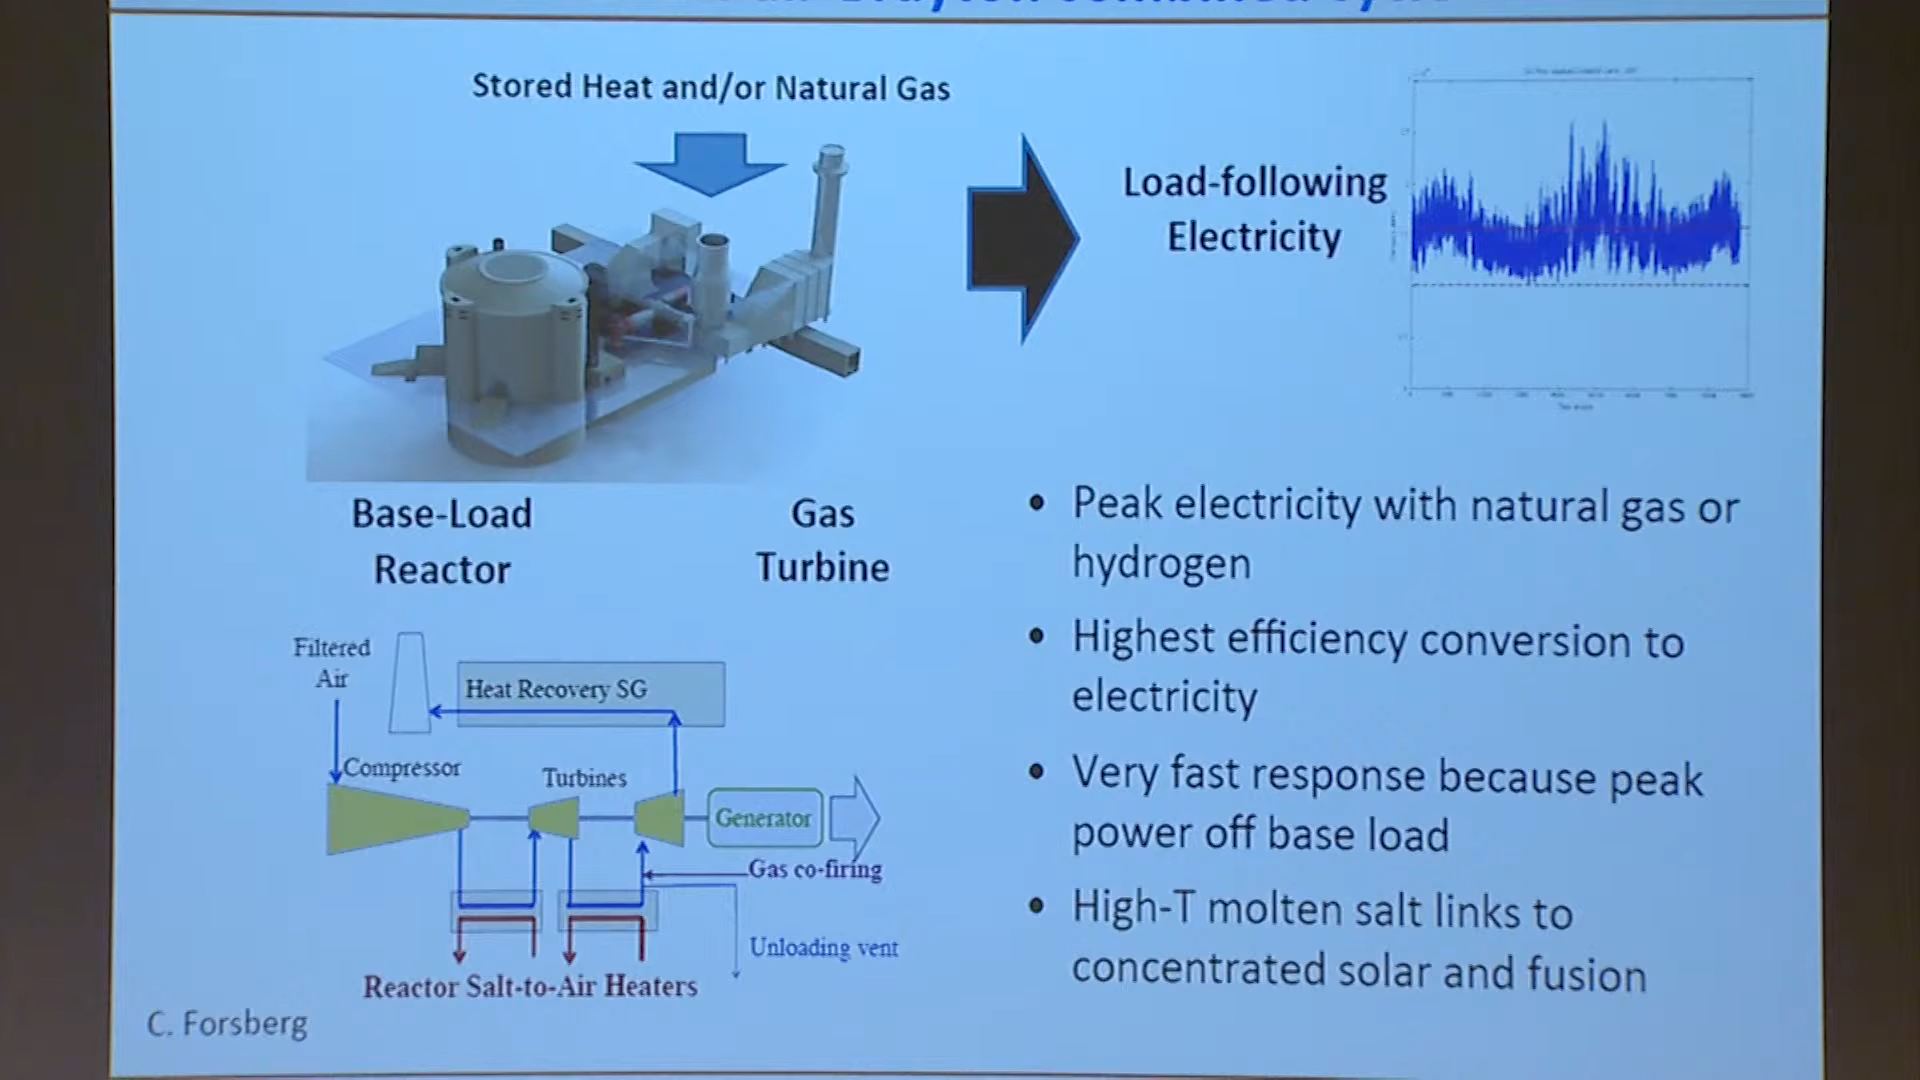 Stored Heat and/or Natural Gas
Load-following
Electricity
Base-Load
Reactor
Gas
Turbine
Filtered
Air
Heat Recovery SG
Compressor
Turbines
Generator
Gas co-firing
Unloading vent
Reactor Salt-to-Air Heaters
C. Forsberg
• Peak electricity with natural gas or
hydrogen
• Highest efficiency conversion to
electricity
• Very fast response because peak
power off base load
• High-T molten salt links to
concentrated solar and fusion